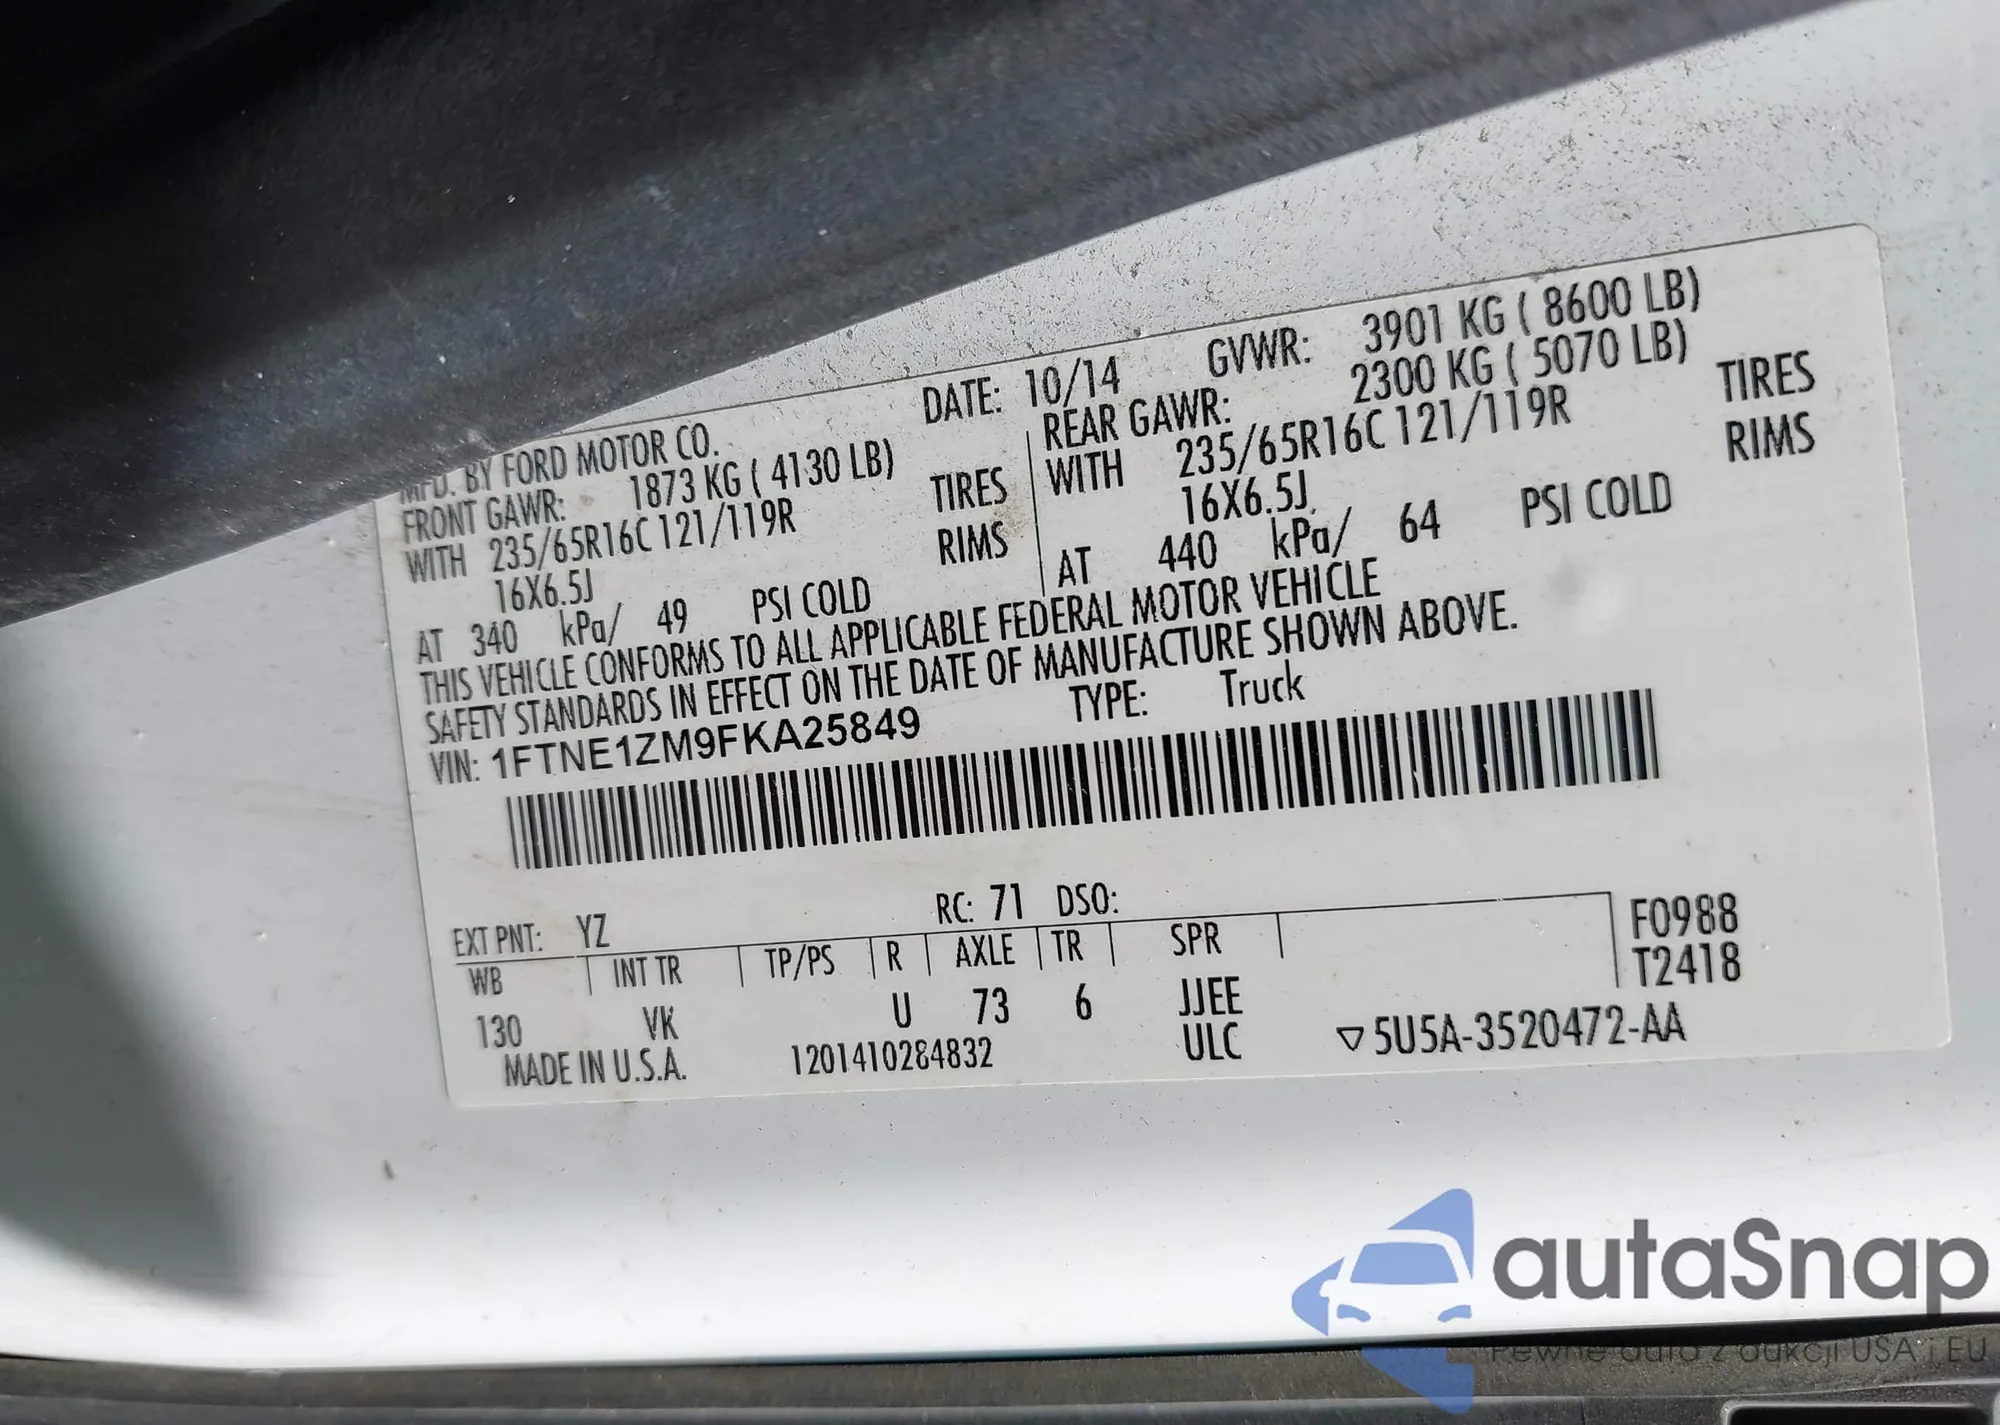 MFD. BY FORD MOTOR CO.
DATE: 10/14
GVWR: 3901 KG ( 8600 LB)
FRONT GAWR: 1873 KG ( 4130 LB)
WITH 235/65R16C 121/119R TIRES
16X6.5J RIMS
AT 340 kPa/ 49 PSI COLD
REAR GAWR: 2300 KG ( 5070 LB)
WITH 235/65R16C 121/119R TIRES
16X6.5J RIMS
AT 440 kPa/ 64 PSI COLD
THIS VEHICLE CONFORMS TO ALL APPLICABLE FEDERAL MOTOR VEHICLE
SAFETY STANDARDS IN EFFECT ON THE DATE OF MANUFACTURE SHOWN ABOVE.
VIN: 1FTNE1ZM9FKA25849
TYPE: Truck
EXT PNT: YZ RC: 71 DSO:
WB INT TR TP/PS R AXLE TR SPR
F0988
T2418
130 VK U 73 6 JJEE
ULC
MADE IN U.S.A. 1201410284832
▽5U5A-3520472-AA
autaSnap
Pewne auta z aukcji USA i EU